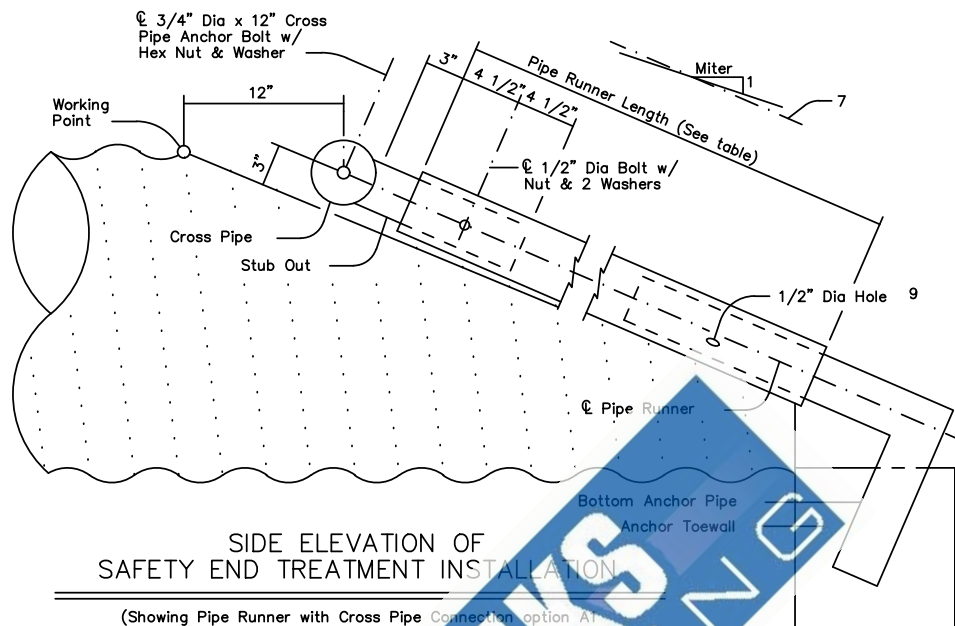 ℄ 3/4" Dia x 12" Cross
Pipe Anchor Bolt w/
Hex Nut & Washer
Working
Point
12"
3"
3"
4 1/2"
4 1/2"
Pipe Runner Length (See table)
Miter
1
7
℄ 1/2" Dia Bolt w/
Nut & 2 Washers
Cross Pipe
Stub Out
1/2" Dia Hole
9
℄ Pipe Runner
Bottom Anchor Pipe
Anchor Toewall
SIDE ELEVATION OF
SAFETY END TREATMENT INSTALLATION
(Showing Pipe Runner with Cross Pipe Connection option A1
KS
NG